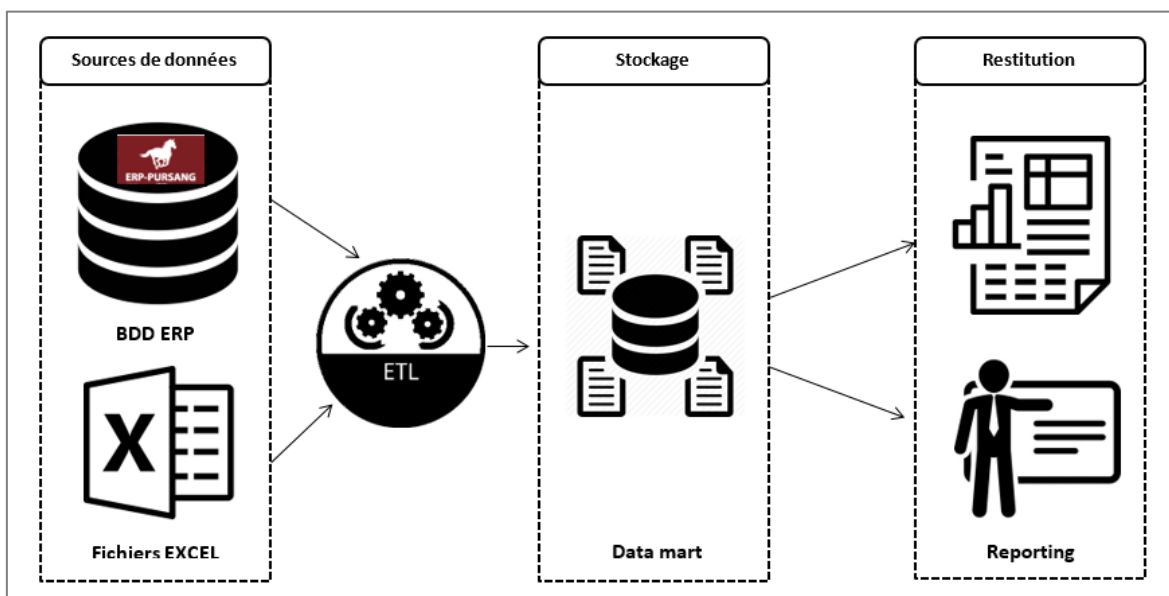 Sources de données
ERP-PURSANG
BDD ERP
X
Fichiers EXCEL
ETL
Stockage
Data mart
Restitution
Reporting